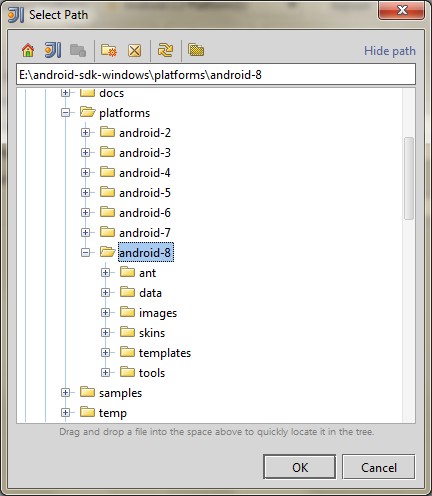 Select Path
Hide path
E:\android-sdk-windows\platforms\android-8
docs
platforms
android-2
android-3
android-4
android-5
android-6
android-7
android-8
ant
data
images
skins
templates
tools
samples
temp
Drag and drop a file into the space above to quickly locate it in the tree.
OK
Cancel